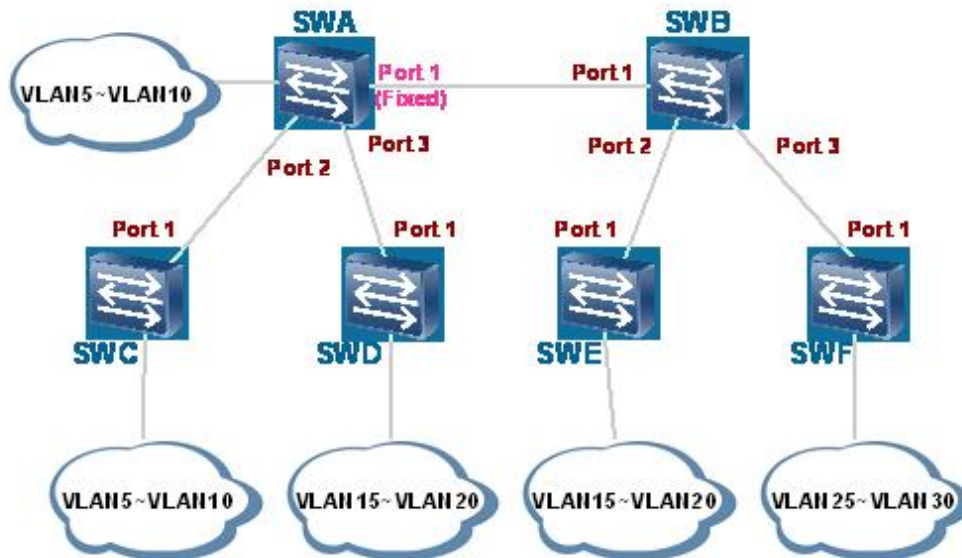 SWA
SWB
VLAN5~VLAN10
Port 1
(Fixed)
Port 1
Port 2
Port 3
Port 2
Port 3
Port 1
Port 1
Port 1
Port 1
SWC
SWD
SWE
SWF
VLAN5~VLAN10
VLAN15~VLAN20
VLAN15~VLAN20
VLAN25~VLAN30